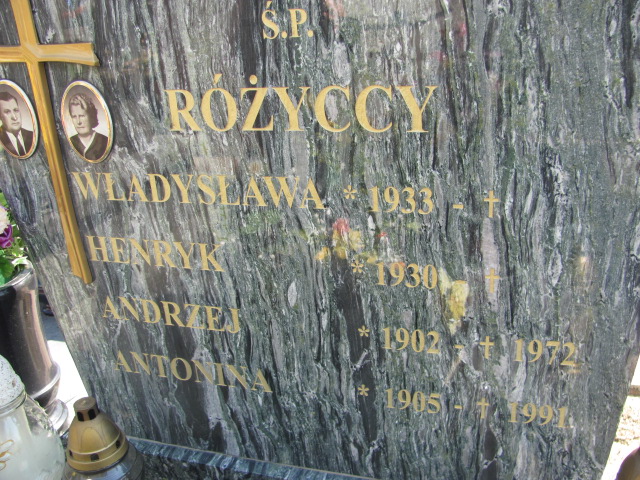 Ś.P.
RÓŻYCCY
WŁADYSŁAWA * 1933 - †
HENRYK * 1930 †
ANDRZEJ * 1902 - † 1972
ANTONINA * 1905 - † 1991